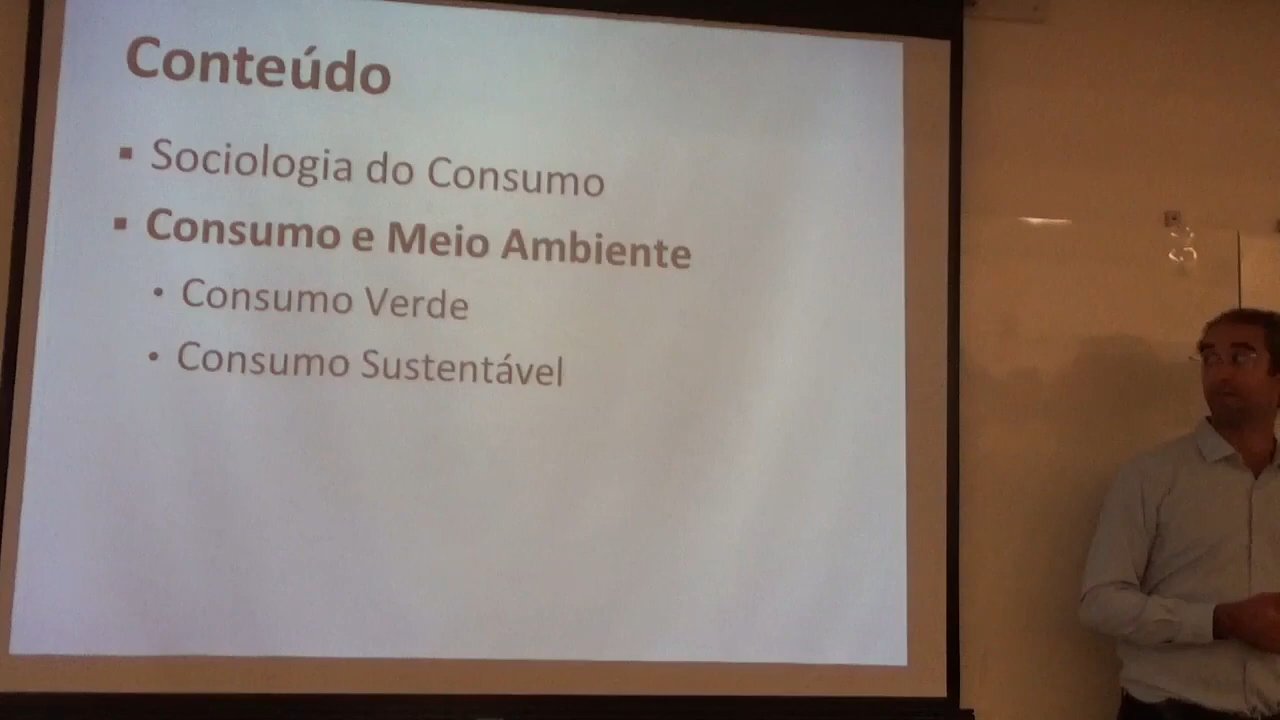 Conteúdo
Sociologia do Consumo
Consumo e Meio Ambiente
Consumo Verde
Consumo Sustentável